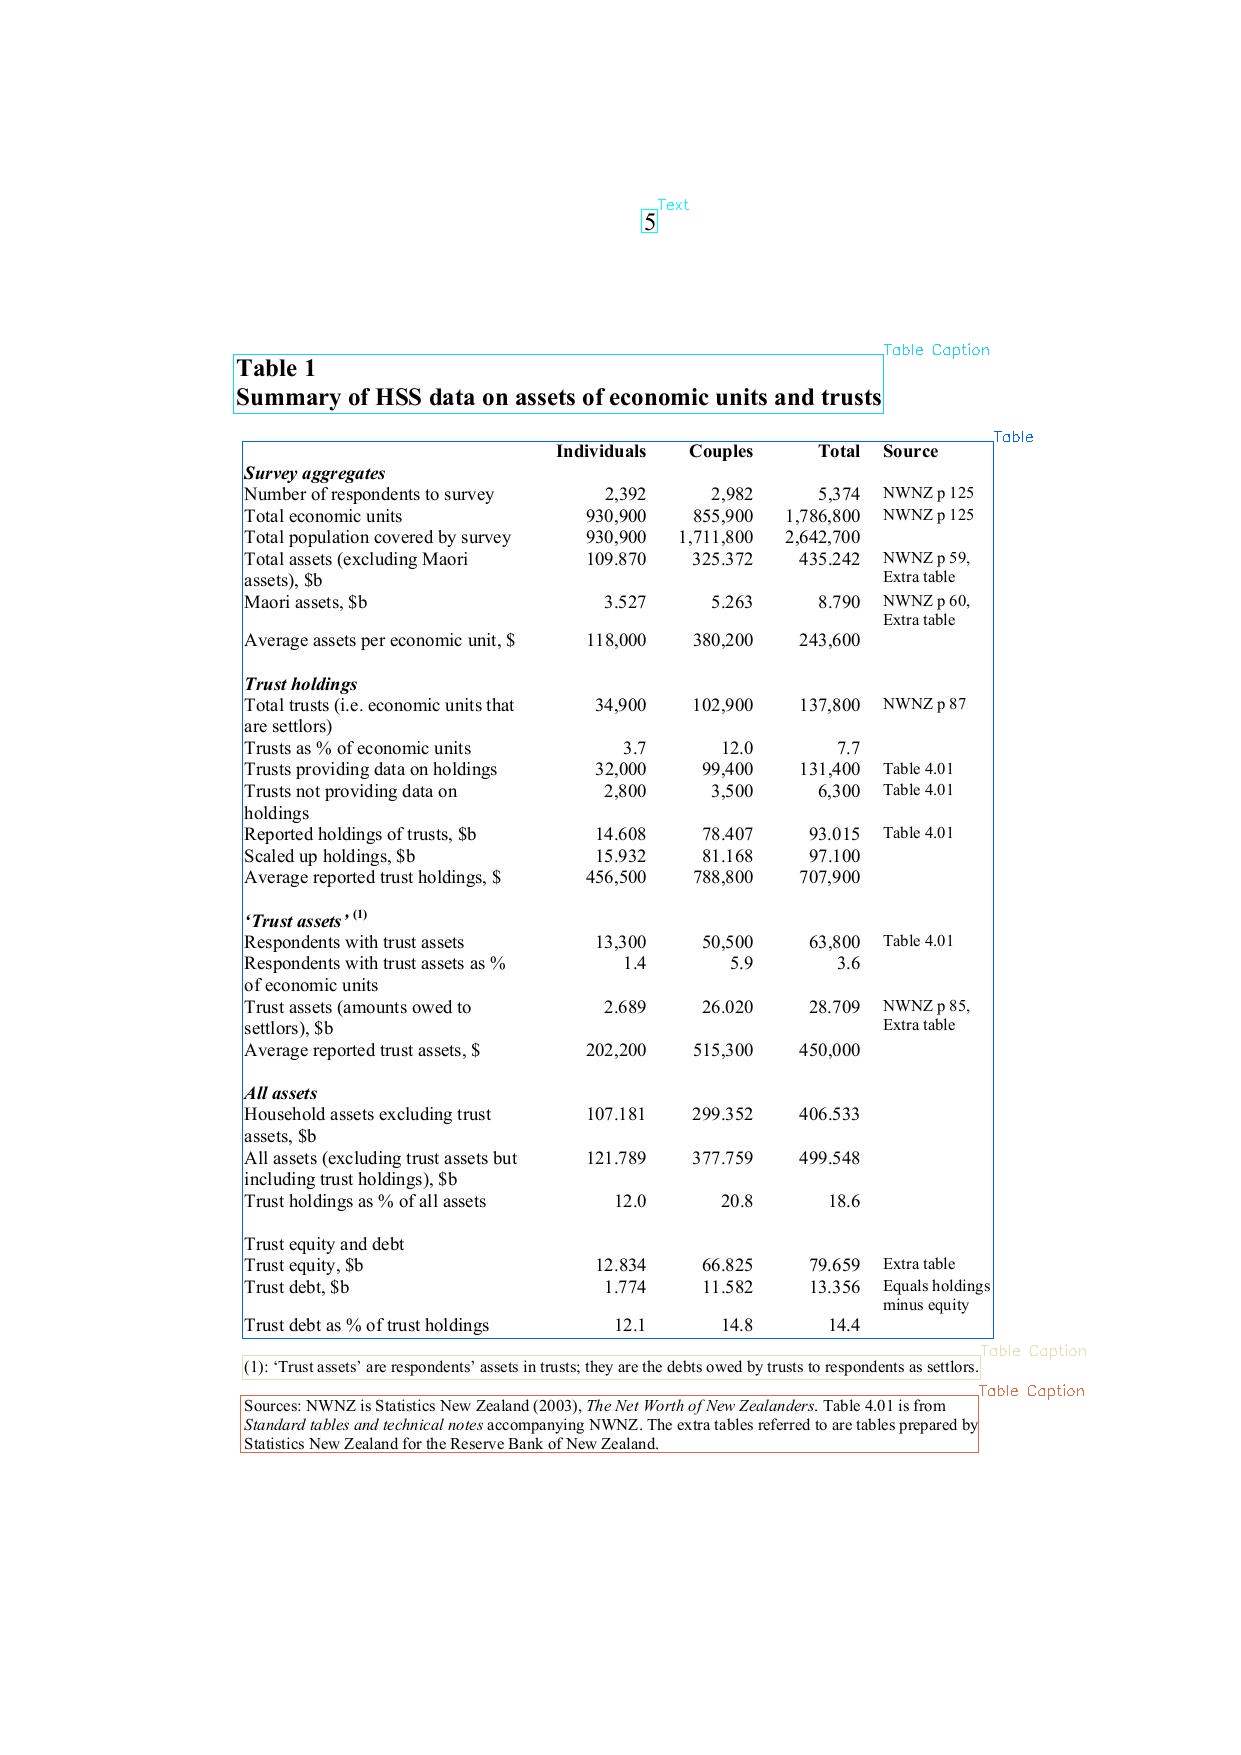 Text
5
Table Caption
Table 1
Summary of HSS data on assets of economic units and trusts
Table
Individuals Couples Total Source
Survey aggregates
Number of respondents to survey 2,392 2,982 5,374 NWNZ p 125
Total economic units 930,900 855,900 1,786,800 NWNZ p 125
Total population covered by survey 930,900 1,711,800 2,642,700
Total assets (excluding Maori 109.870 325.372 435.242 NWNZ p 59,
assets), $b Extra table
Maori assets, $b 3.527 5.263 8.790 NWNZ p 60,
Extra table
Average assets per economic unit, $ 118,000 380,200 243,600
Trust holdings
Total trusts (i.e. economic units that 34,900 102,900 137,800 NWNZ p 87
are settlors)
Trusts as % of economic units 3.7 12.0 7.7
Trusts providing data on holdings 32,000 99,400 131,400 Table 4.01
Trusts not providing data on 2,800 3,500 6,300 Table 4.01
holdings
Reported holdings of trusts, $b 14.608 78.407 93.015 Table 4.01
Scaled up holdings, $b 15.932 81.168 97.100
Average reported trust holdings, $ 456,500 788,800 707,900
‘Trust assets’ (1)
Respondents with trust assets 13,300 50,500 63,800 Table 4.01
Respondents with trust assets as % 1.4 5.9 3.6
of economic units
Trust assets (amounts owed to 2.689 26.020 28.709 NWNZ p 85,
settlors), $b Extra table
Average reported trust assets, $ 202,200 515,300 450,000
All assets
Household assets excluding trust 107.181 299.352 406.533
assets, $b
All assets (excluding trust assets but 121.789 377.759 499.548
including trust holdings), $b
Trust holdings as % of all assets 12.0 20.8 18.6
Trust equity and debt
Trust equity, $b 12.834 66.825 79.659 Extra table
Trust debt, $b 1.774 11.582 13.356 Equals holdings
minus equity
Trust debt as % of trust holdings 12.1 14.8 14.4
Table Caption
(1): ‘Trust assets’ are respondents’ assets in trusts; they are the debts owed by trusts to respondents as settlors.
Table Caption
Sources: NWNZ is Statistics New Zealand (2003), The Net Worth of New Zealanders. Table 4.01 is from
Standard tables and technical notes accompanying NWNZ. The extra tables referred to are tables prepared by
Statistics New Zealand for the Reserve Bank of New Zealand.